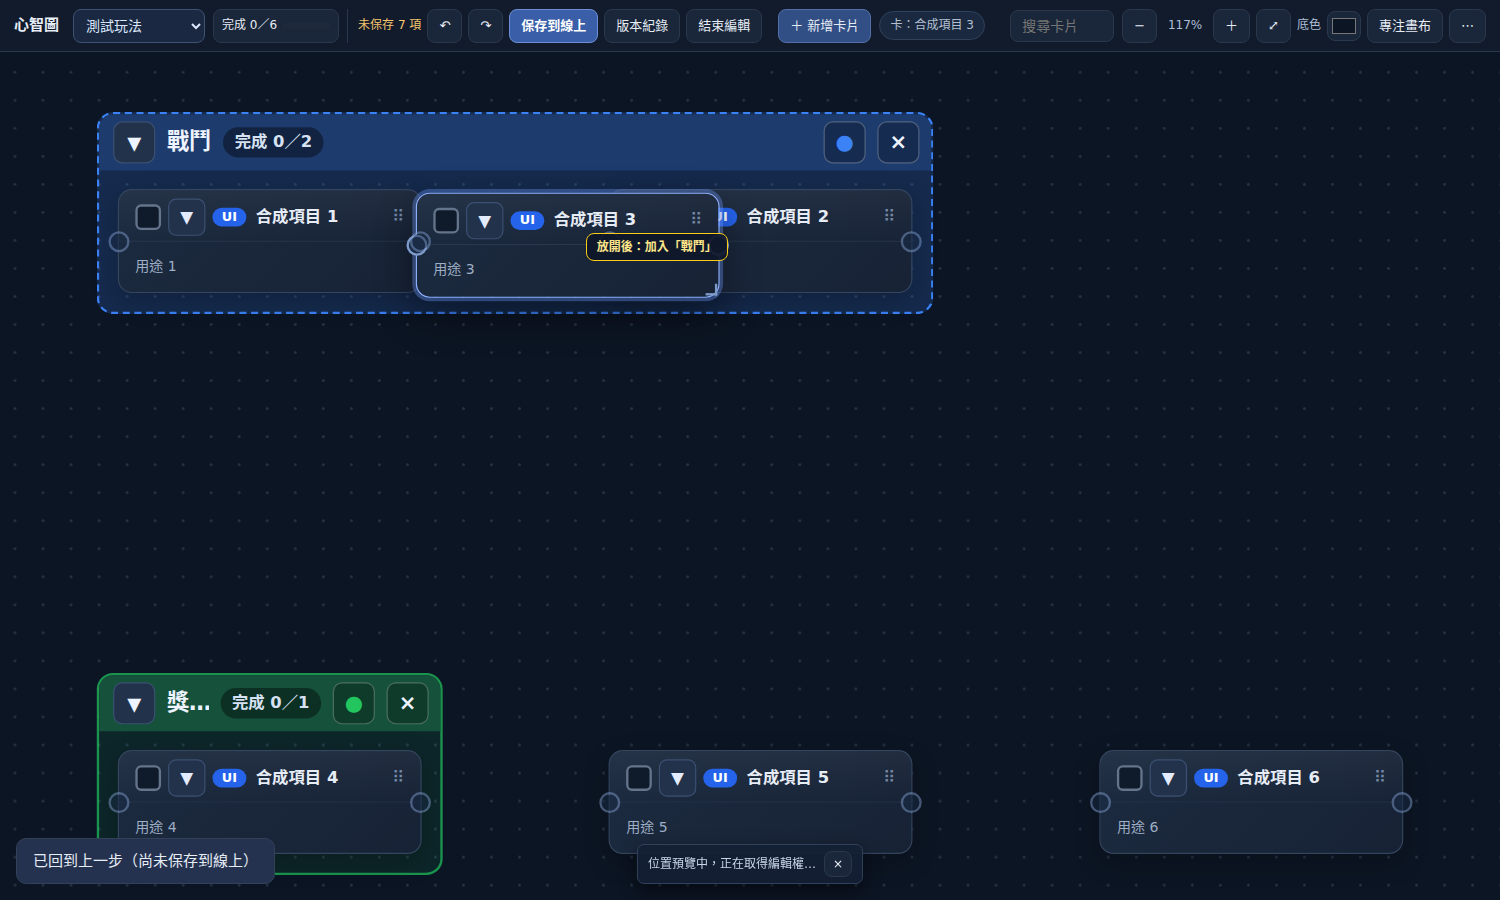 心智圖 測試玩法 完成 0／6 未保存 7 項 ↶ ↷ 保存到線上 版本紀錄 結束編輯 ＋ 新增卡片 卡：合成項目 3 搜尋卡片 − 117% ＋ ⤢ 底色 專注畫布 ⋯
▼ 戰鬥 完成 0／2 ● ×
▼ UI 合成項目 1 ⠿
用途 1
▼ UI 合成項目 3 ⠿
放開後：加入「戰鬥」
用途 3
UI 合成項目 2 ⠿
▼ 獎… 完成 0／1 ● ×
▼ UI 合成項目 4 ⠿
用途 4
▼ UI 合成項目 5 ⠿
用途 5
▼ UI 合成項目 6 ⠿
用途 6
已回到上一步（尚未保存到線上）
位置預覽中，正在取得編輯權… ×